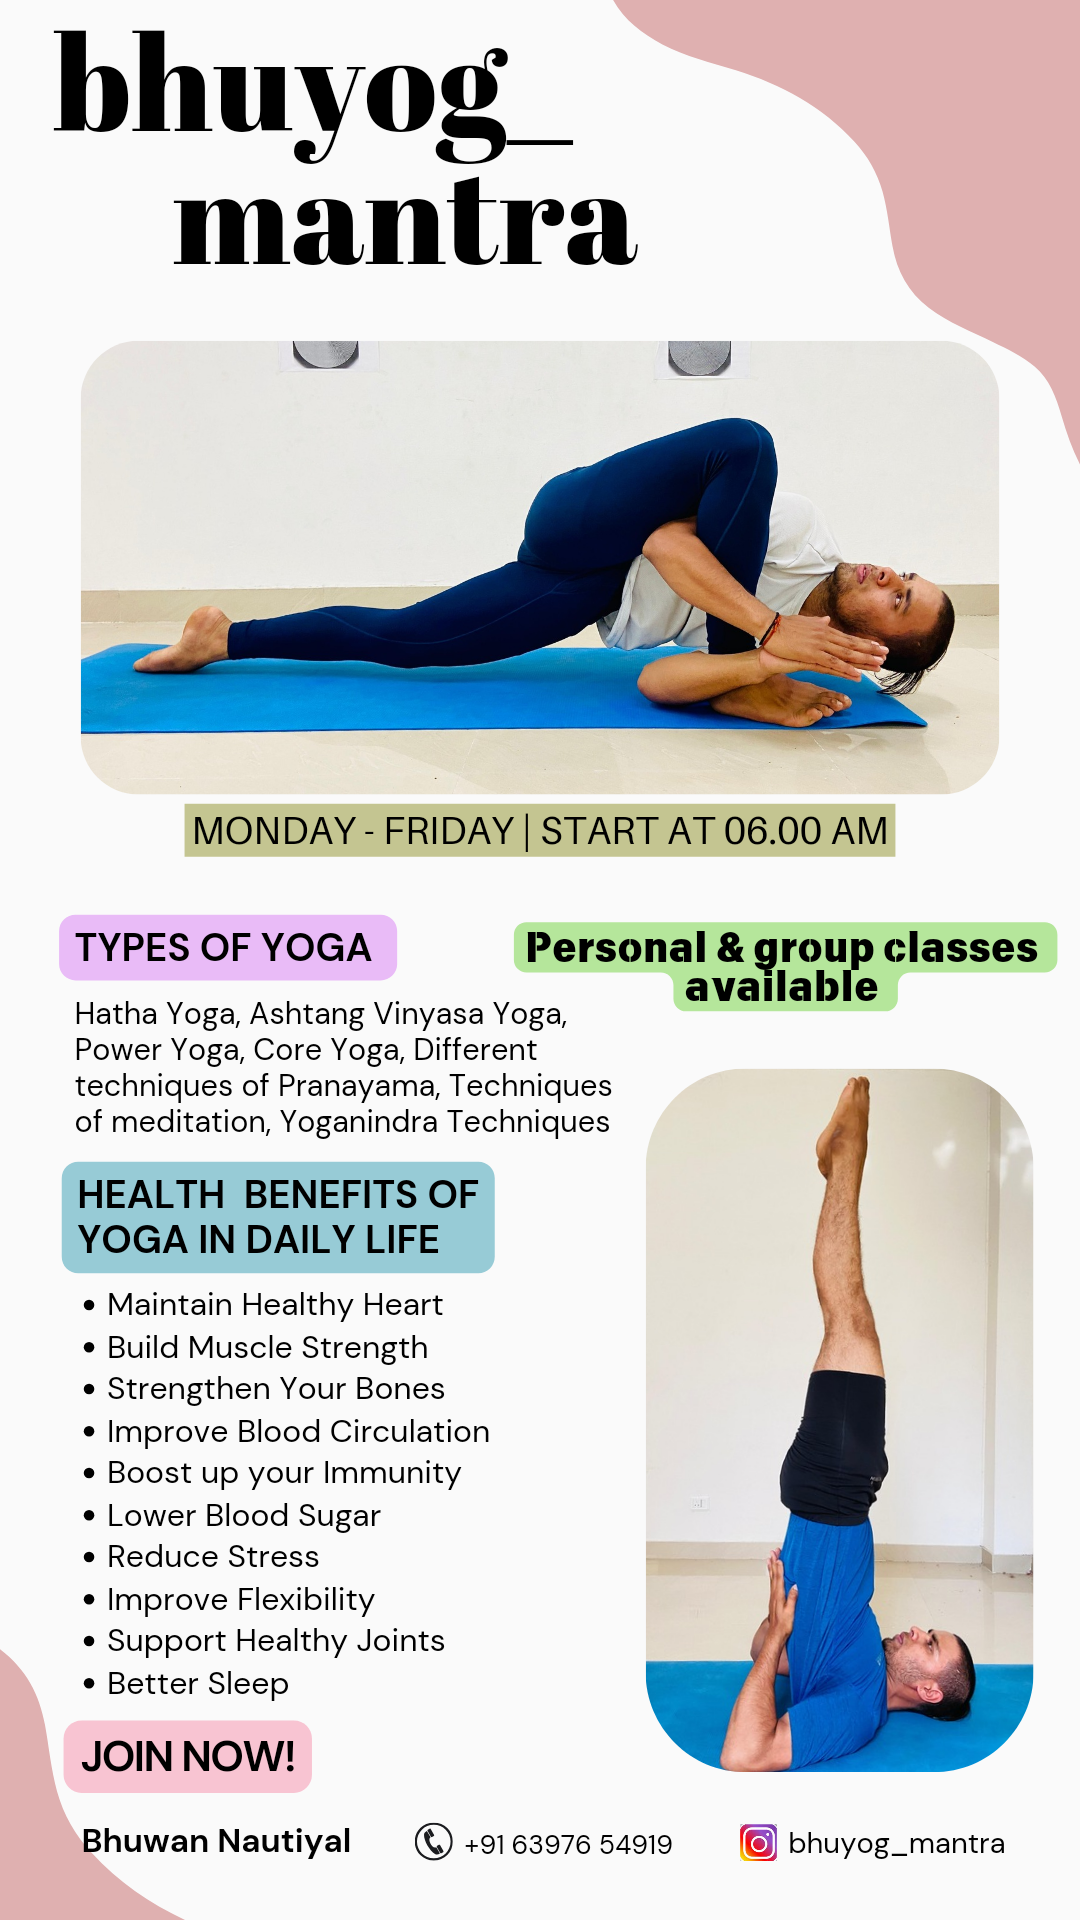 bhuyog_
mantra
MONDAY - FRIDAY | START AT 06.00 AM
TYPES OF YOGA
Hatha Yoga, Ashtang Vinyasa Yoga,
Power Yoga, Core Yoga, Different
techniques of Pranayama, Techniques
of meditation, Yoganindra Techniques
Personal & group classes
available
HEALTH BENEFITS OF
YOGA IN DAILY LIFE
• Maintain Healthy Heart
• Build Muscle Strength
• Strengthen Your Bones
• Improve Blood Circulation
• Boost up your Immunity
• Lower Blood Sugar
• Reduce Stress
• Improve Flexibility
• Support Healthy Joints
• Better Sleep
JOIN NOW!
Bhuwan Nautiyal
+91 63976 54919
bhuyog_mantra